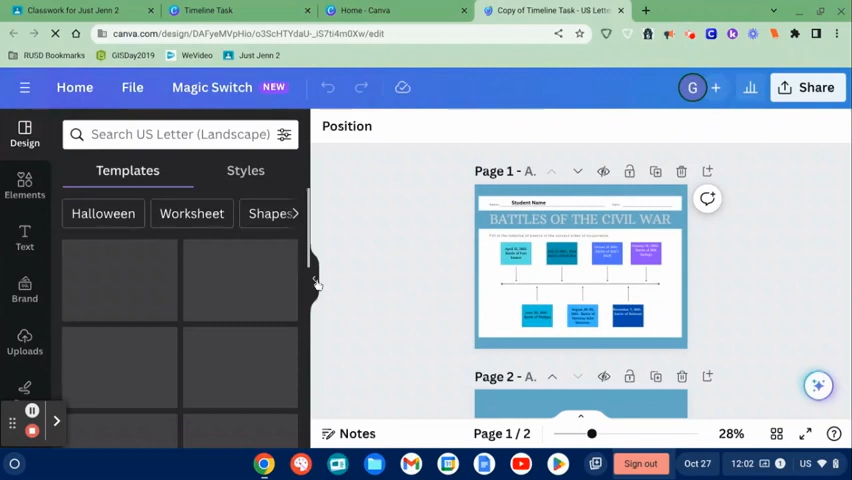 Classwork for Just Jenn 2
Timeline Task
Home - Canva
Copy of Timeline Task - US Lette
canva.com/design/DAFyeMVpHio/o3ScHTYdaU-_iS7ti4m0Xw/edit
RUSD Bookmarks
GISDay2019
WeVideo
Just Jenn 2
Home
File
Magic Switch
NEW
G
Share
Design
Elements
Text
Brand
Uploads
Search US Letter (Landscape)
Templates
Styles
Halloween
Worksheet
Shapes
Position
Page 1 - A.
Student Name
BATTLES OF THE CIVIL WAR
Page 2 - A.
Notes
Page 1 / 2
28%
Sign out
Oct 27
12:02
1
US